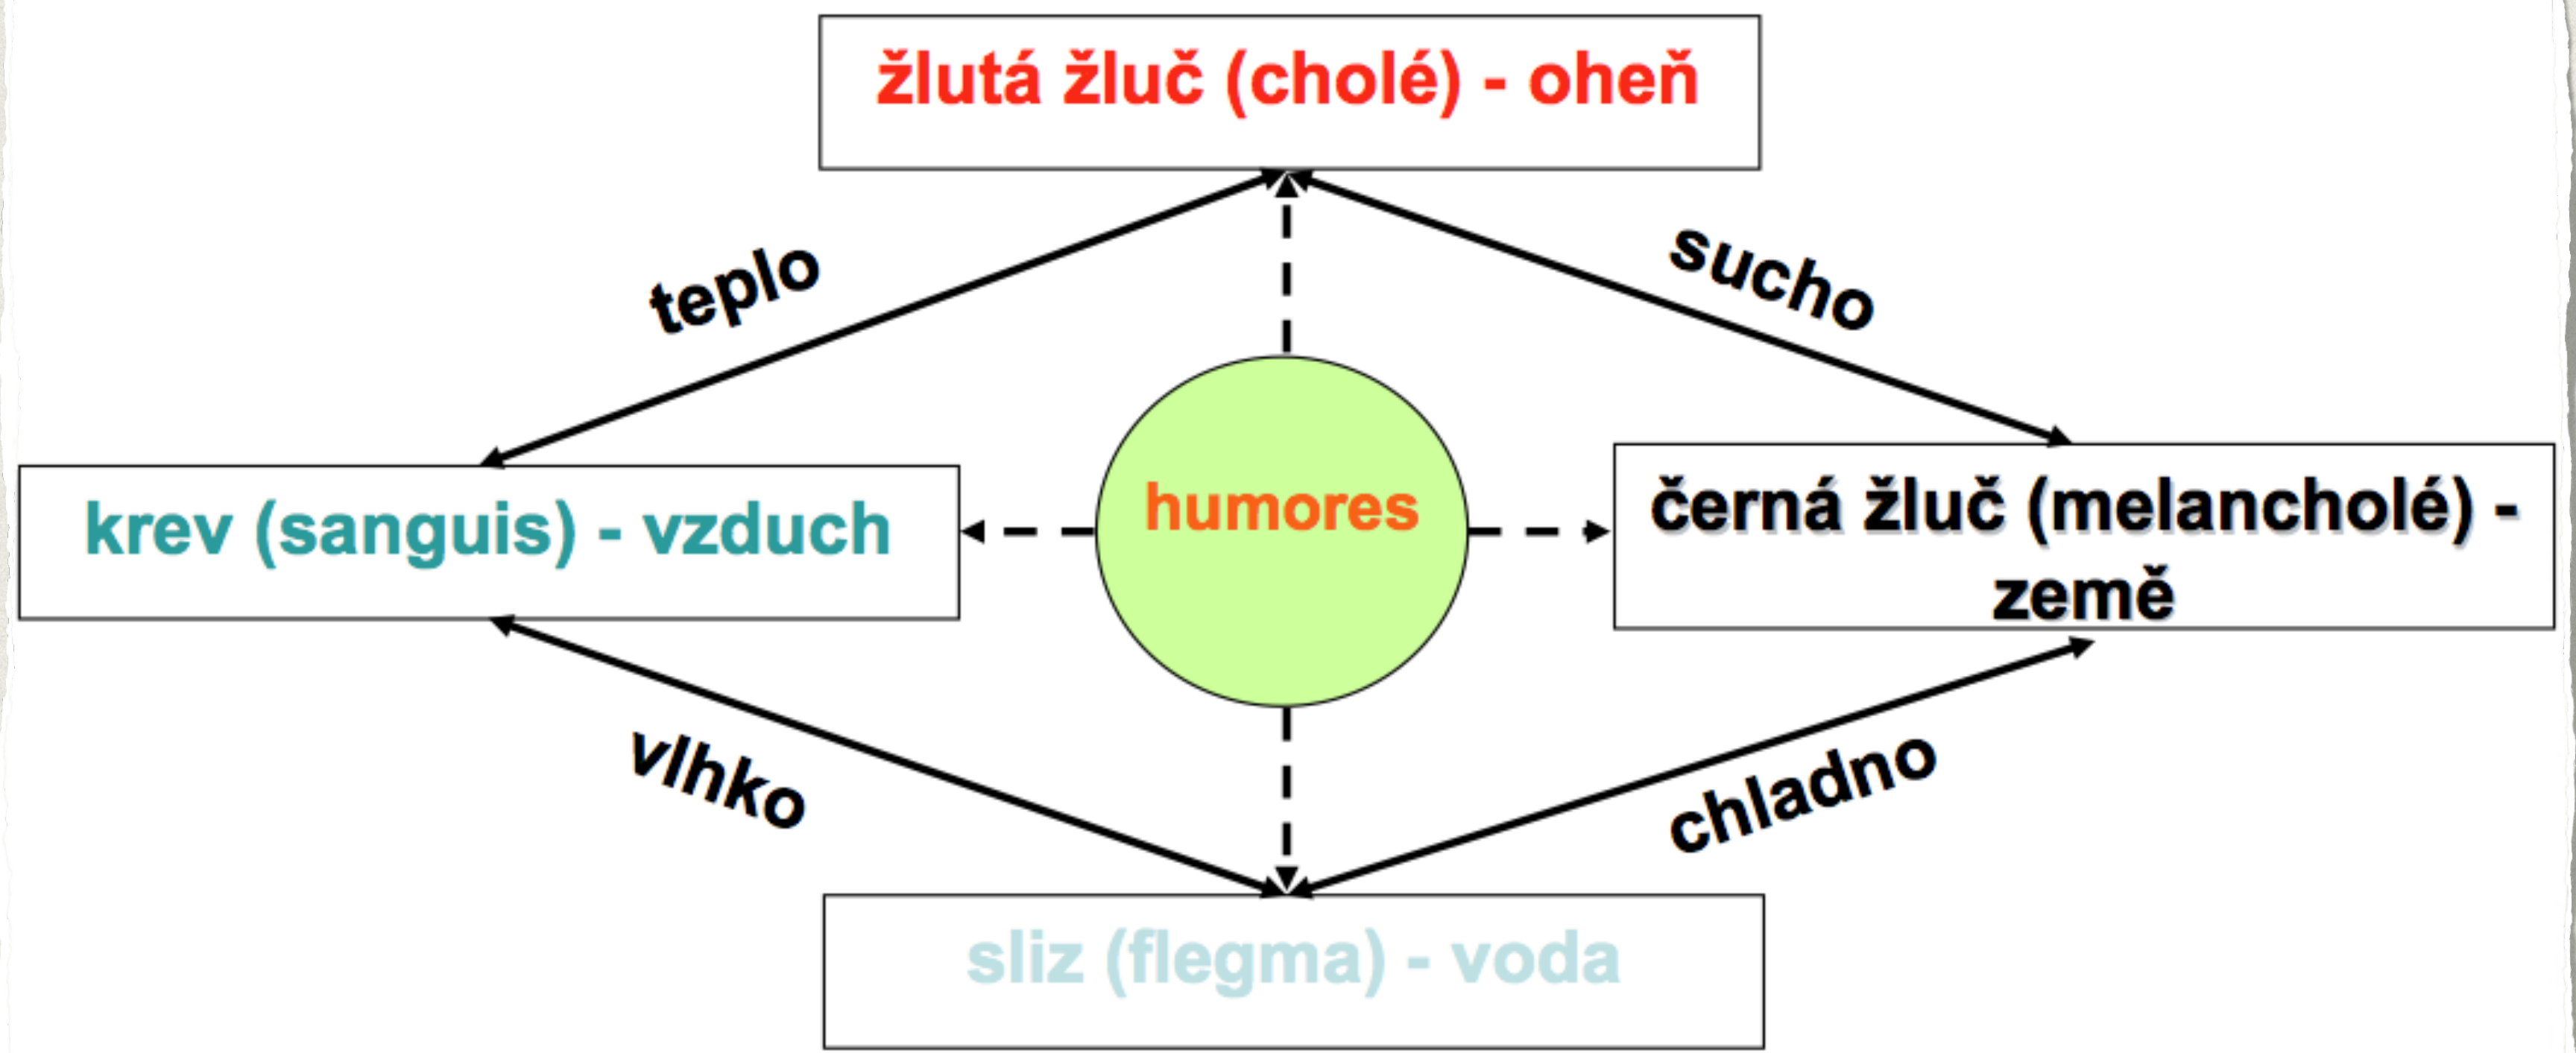 žlutá žluč (cholé) - oheň
teplo
sucho
krev (sanguis) - vzduch
humores
černá žluč (melancholé) -
země
vlhko
chladno
sliz (flegma) - voda